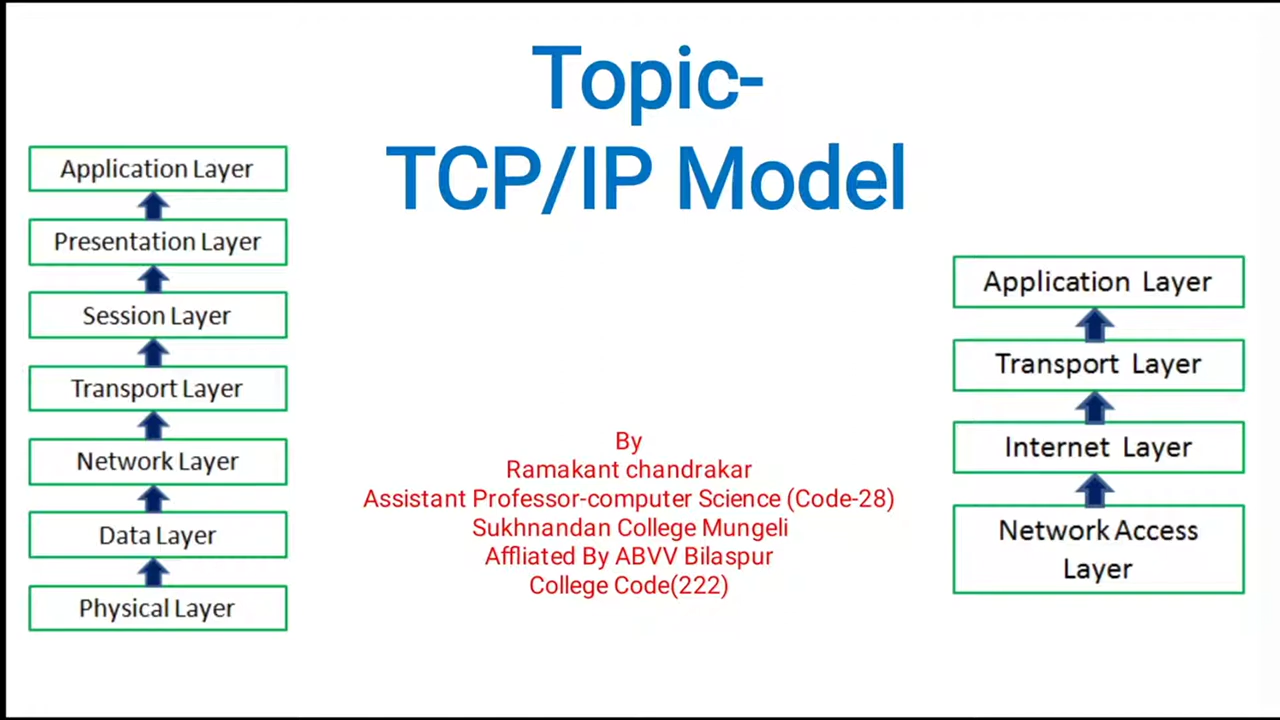 Topic-
TCP/IP Model
Application Layer
Presentation Layer
Session Layer
Transport Layer
Network Layer
Data Layer
Physical Layer
By
Ramakant chandrakar
Assistant Professor-computer Science (Code-28)
Sukhnandan College Mungeli
Affliated By ABVV Bilaspur
College Code(222)
Application Layer
Transport Layer
Internet Layer
Network Access
Layer